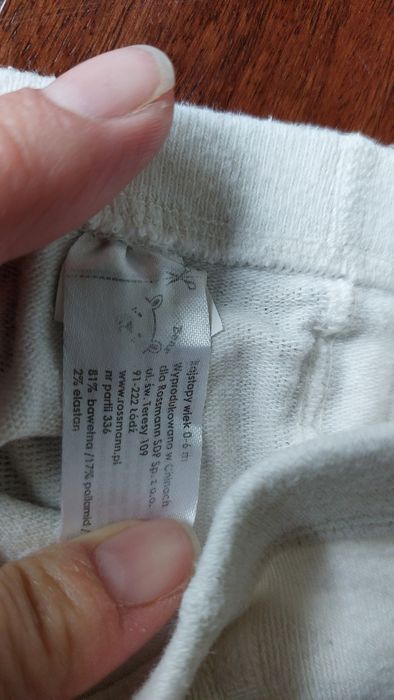 Rajstopy wiek 0-6 m
Wyprodukowano w Chinach
dla Rossmann SDP Sp. z o.o.
ul. św. Teresy 109
91-222 Łódź
www.rossmann.pl
nr partii 336
81% bawełna /17% poliamid /
2% elastan